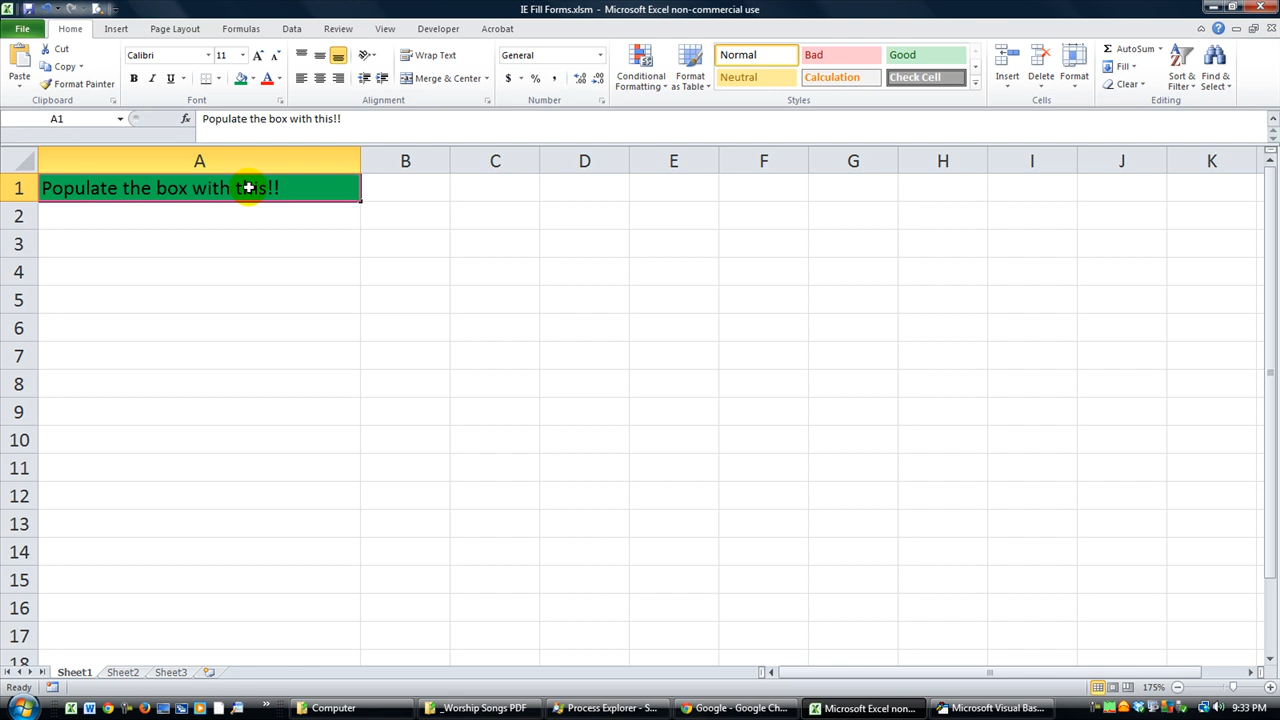 IE Fill Forms.xlsm - Microsoft Excel non-commercial use
File Home Insert Page Layout Formulas Data Review View Developer Acrobat
Paste Cut Copy Format Painter Clipboard
Calibri 11 B I U A Font
Wrap Text Merge & Center Alignment
General $ % , Number
Conditional Formatting Format as Table
Normal Bad Good
Neutral Calculation Check Cell
Styles
Insert Delete Format Cells
AutoSum Fill Clear Sort & Filter Find & Select Editing
A1 fx Populate the box with this!!
A B C D E F G H I J K
1 Populate the box with this!!
2
3
4
5
6
7
8
9
10
11
12
13
14
15
16
17
18
Sheet1 Sheet2 Sheet3
Ready 175%
Computer _Worship Songs PDF Process Explorer - S... Google - Google Ch... Microsoft Excel non... Microsoft Visual Bas... 9:33 PM